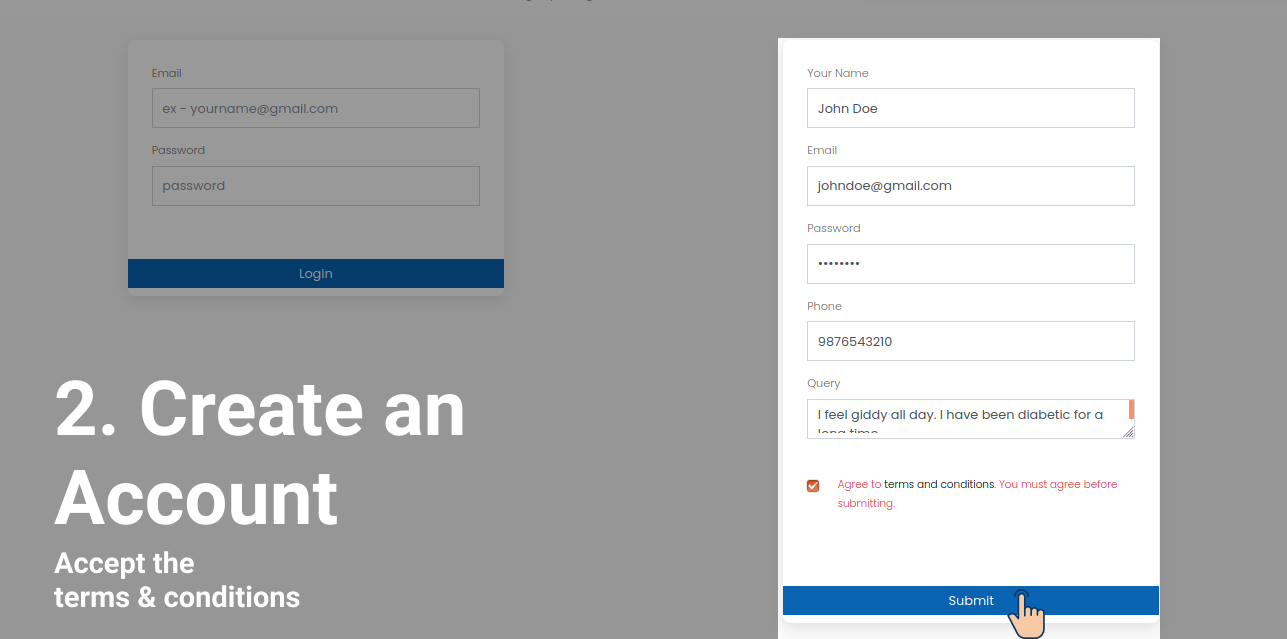 Email
ex - yourname@gmail.com
Password
password
Login
2. Create an
Account
Accept the
terms & conditions
Your Name
John Doe
Email
johndoe@gmail.com
Password
••••••••
Phone
9876543210
Query
I feel giddy all day. I have been diabetic for a
long time
Agree to terms and conditions. You must agree before
submitting.
Submit